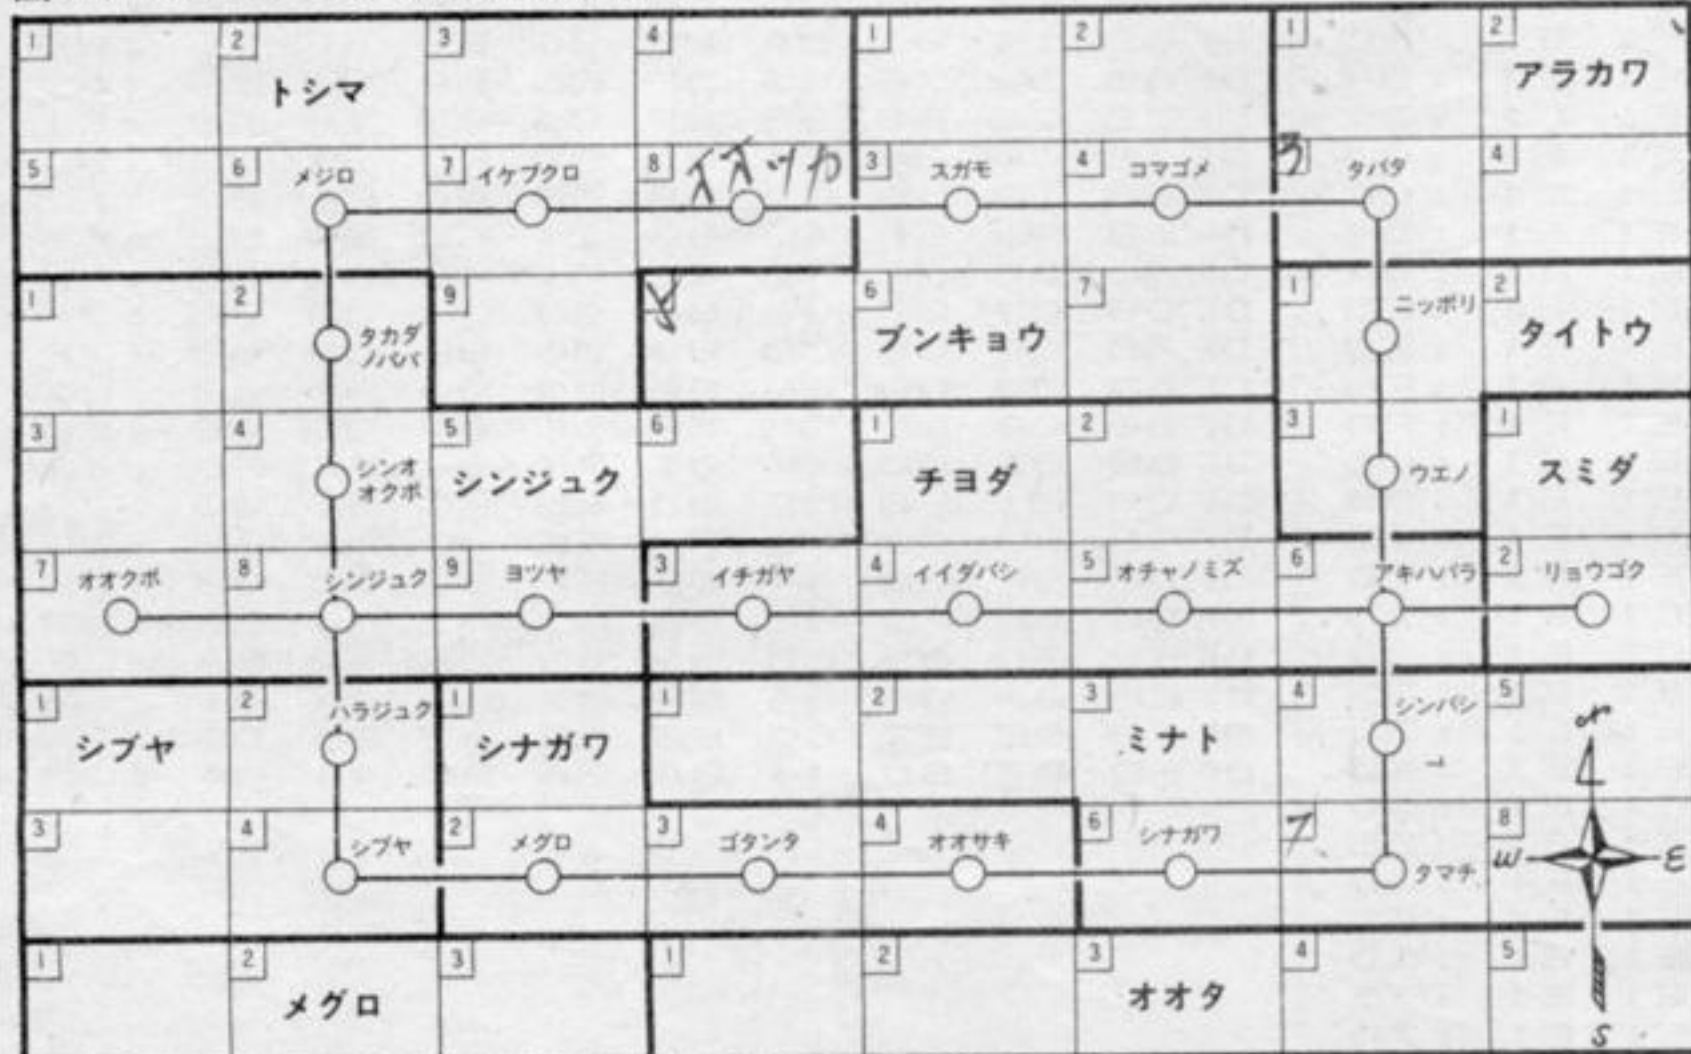 1 2 3 4 1 2 1 2
トシマ アラカワ
5 6 メジロ 7 イケブクロ 8 オオツカ 3 スガモ 4 コマゴメ 3 タバタ 4
1 2 9 6 7 1 2
タカダ
ノババ
ブンキョウ
ニッポリ
タイトウ
3 4 5 6 1 2 3 1
シンオ
オクボ
シンジュク チヨダ ウエノ スミダ
7 オオクボ 8 シンジュク 9 ヨツヤ 3 イチガヤ 4 イイダバシ 5 オチャノミズ 6 アキハバラ 2 リョウゴク
1 2 ハラジュク 1 1 2 3 4 シンバシ 5
シブヤ シナガワ ミナト
N
3 4 シブヤ 2 メグロ 3 ゴタンタ 4 オオサキ 6 シナガワ 7 タマチ 8
W E
1 2 3 1 2 3 4 5
メグロ オオタ
S